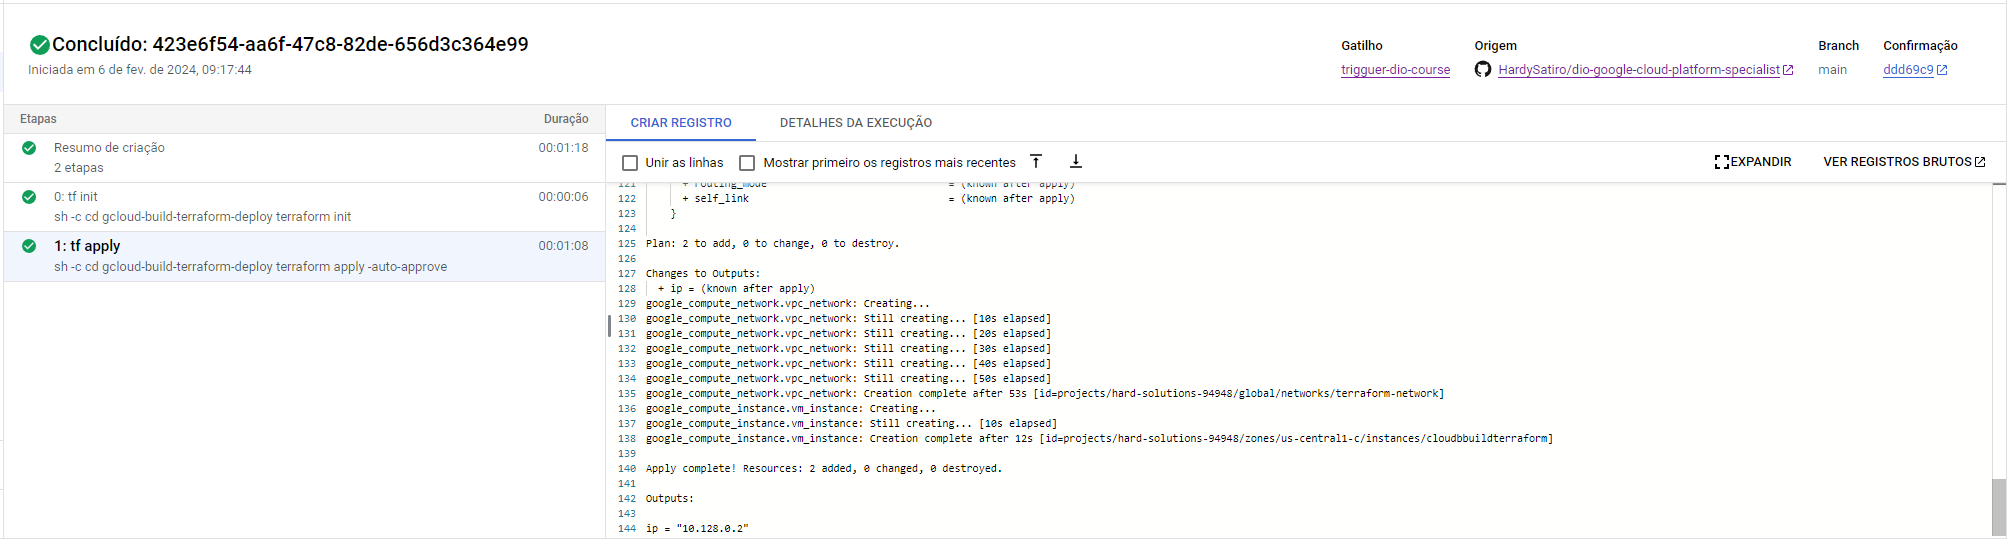 Concluído: 423e6f54-aa6f-47c8-82de-656d3c364e99
Iniciada em 6 de fev. de 2024, 09:17:44
Gatilho
trigguer-dio-course
Origem
HardySatiro/dio-google-cloud-platform-specialist
Branch
main
Confirmação
ddd69c9
Etapas Duração
Resumo de criação 00:01:18
2 etapas
0: tf init 00:00:06
sh -c cd gcloud-build-terraform-deploy terraform init
1: tf apply 00:01:08
sh -c cd gcloud-build-terraform-deploy terraform apply -auto-approve
CRIAR REGISTRO DETALHES DA EXECUÇÃO
Unir as linhas Mostrar primeiro os registros mais recentes EXPANDIR VER REGISTROS BRUTOS
121 + routing_mode = (known after apply)
122 + self_link = (known after apply)
123 }
124
125 Plan: 2 to add, 0 to change, 0 to destroy.
126
127 Changes to Outputs:
128 + ip = (known after apply)
129 google_compute_network.vpc_network: Creating...
130 google_compute_network.vpc_network: Still creating... [10s elapsed]
131 google_compute_network.vpc_network: Still creating... [20s elapsed]
132 google_compute_network.vpc_network: Still creating... [30s elapsed]
133 google_compute_network.vpc_network: Still creating... [40s elapsed]
134 google_compute_network.vpc_network: Still creating... [50s elapsed]
135 google_compute_network.vpc_network: Creation complete after 53s [id=projects/hard-solutions-94948/global/networks/terraform-network]
136 google_compute_instance.vm_instance: Creating...
137 google_compute_instance.vm_instance: Still creating... [10s elapsed]
138 google_compute_instance.vm_instance: Creation complete after 12s [id=projects/hard-solutions-94948/zones/us-central1-c/instances/cloudbbuildterraform]
139
140 Apply complete! Resources: 2 added, 0 changed, 0 destroyed.
141
142 Outputs:
143
144 ip = "10.128.0.2"